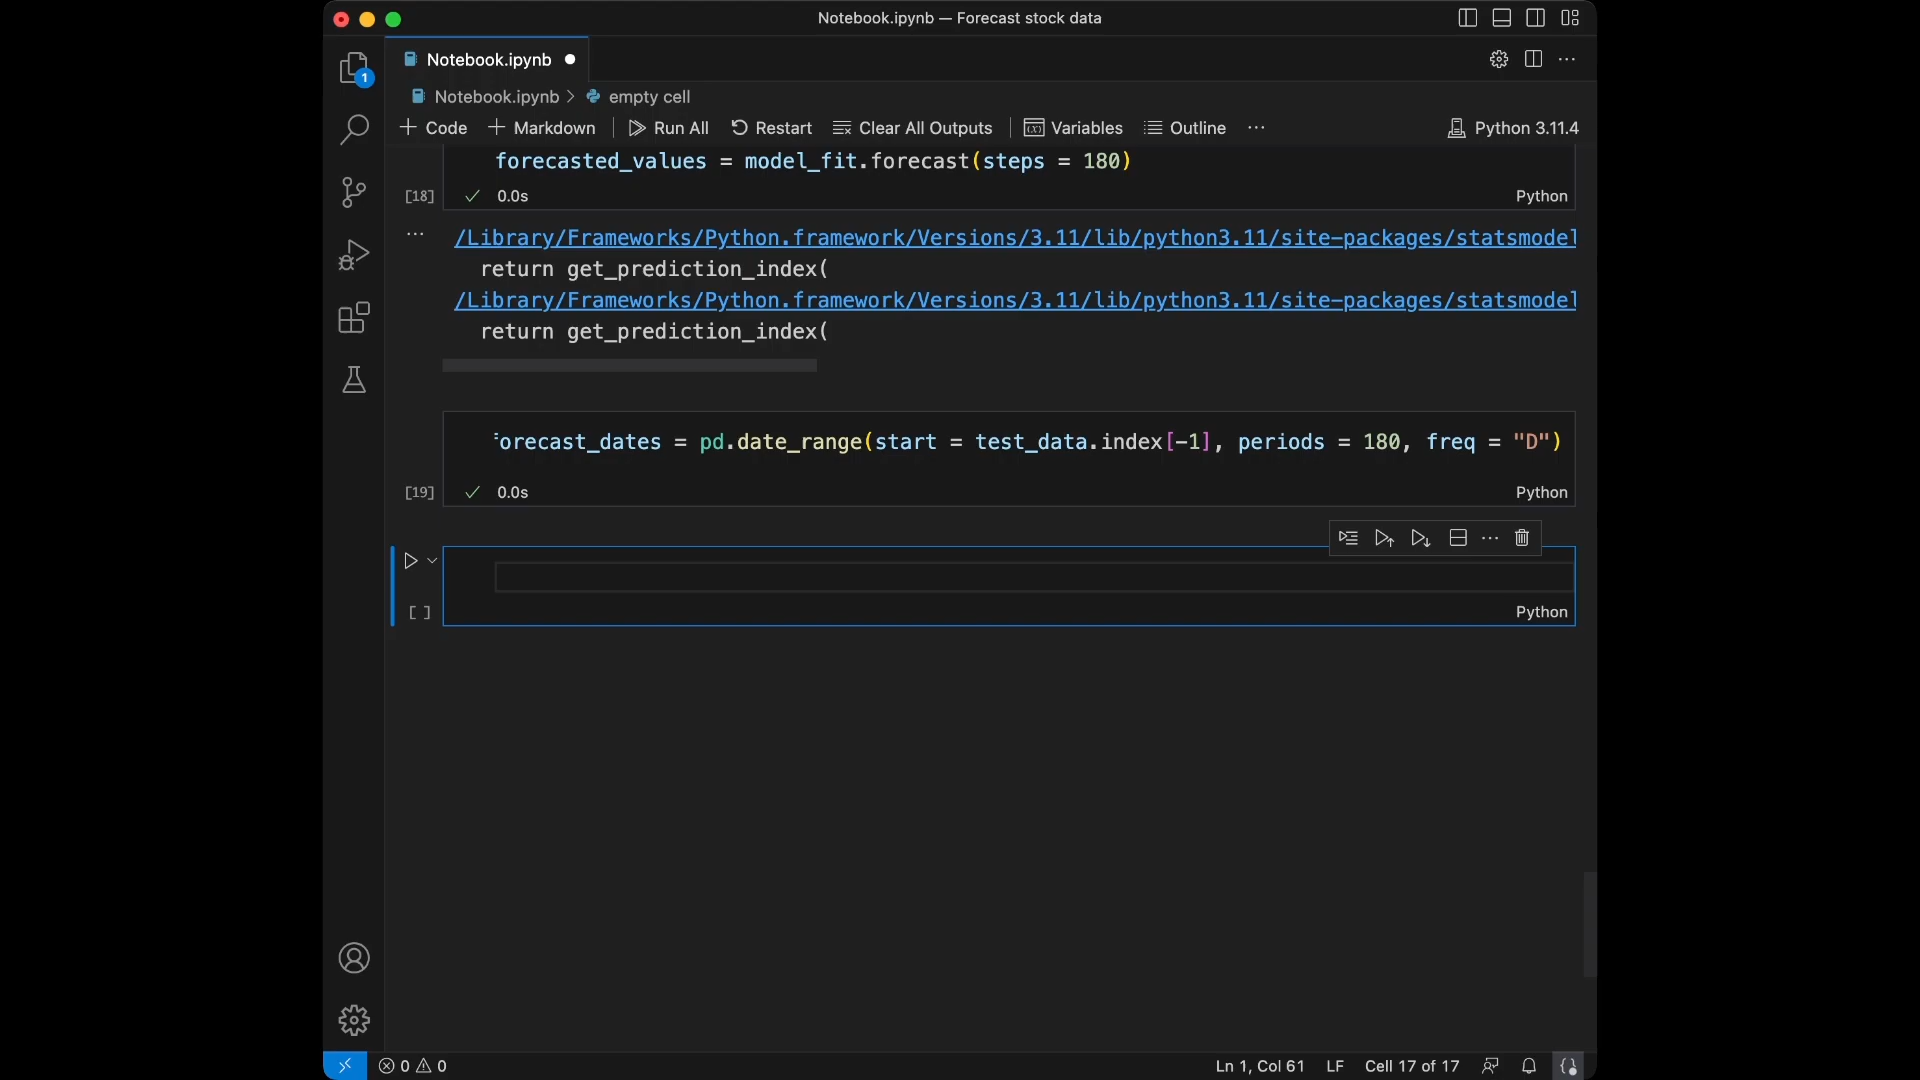 Notebook.ipynb — Forecast stock data
1
Notebook.ipynb
Notebook.ipynb > empty cell
+ Code + Markdown Run All Restart Clear All Outputs Variables Outline ... Python 3.11.4
forecasted_values = model_fit.forecast(steps = 180)
[18] ✓ 0.0s Python
... /Library/Frameworks/Python.framework/Versions/3.11/lib/python3.11/site-packages/statsmodel
return get_prediction_index(
/Library/Frameworks/Python.framework/Versions/3.11/lib/python3.11/site-packages/statsmodel
return get_prediction_index(
orecast_dates = pd.date_range(start = test_data.index[-1], periods = 180, freq = "D")
[19] ✓ 0.0s Python
[ ] Python
0 0 Ln 1, Col 61 LF Cell 17 of 17